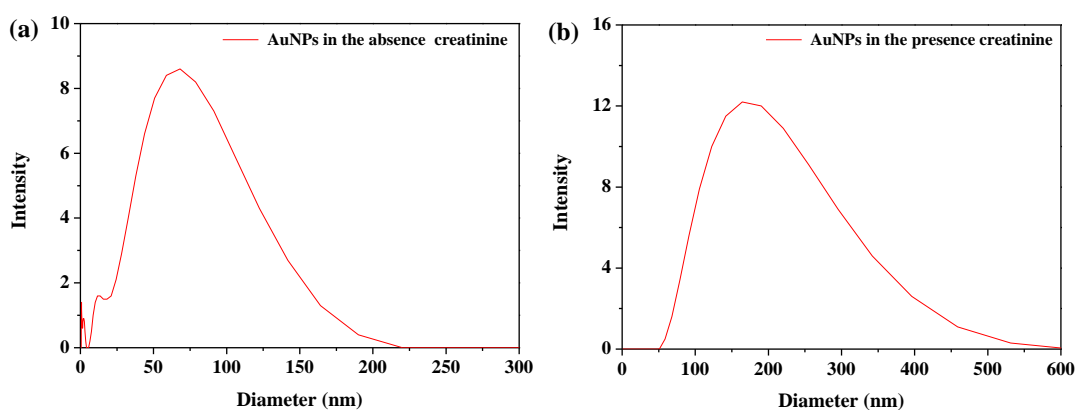 (a)
AuNPs in the absence  creatinine
Intensity
10
8
6
4
2
0
0 50 100 150 200 250 300
Diameter (nm)
(b)
AuNPs in the presence creatinine
Intensity
16
12
8
4
0
0 100 200 300 400 500 600
Diameter (nm)